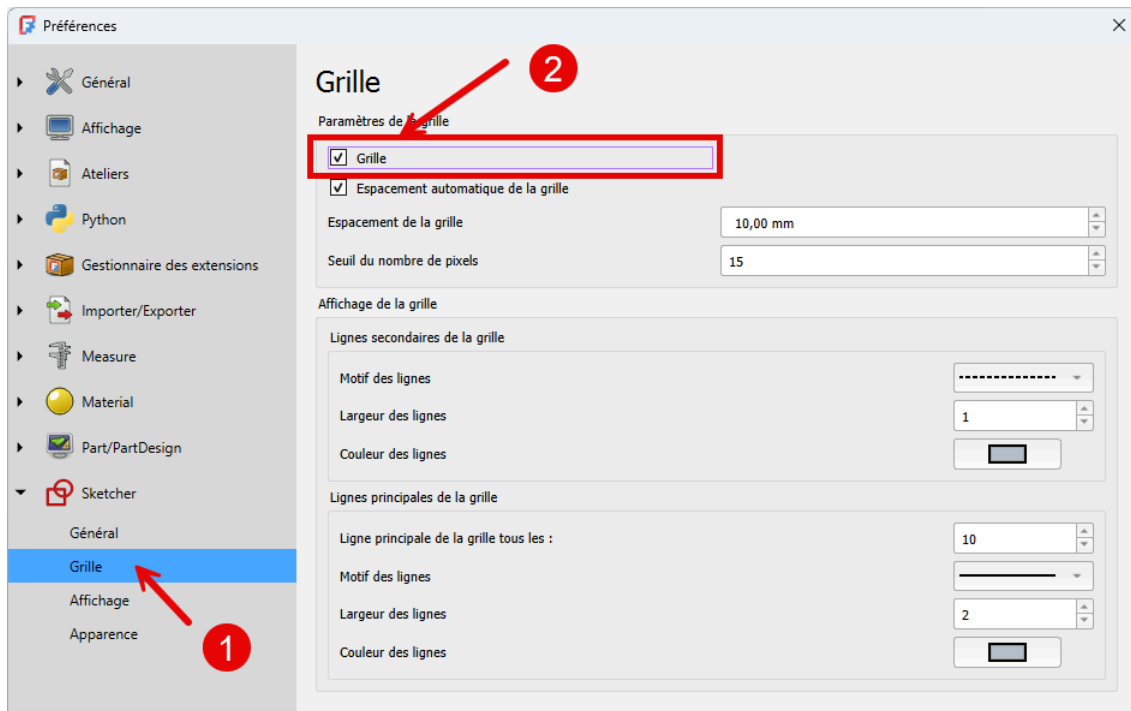 Préférences
Général
Affichage
Ateliers
Python
Gestionnaire des extensions
Importer/Exporter
Measure
Material
Part/PartDesign
Sketcher
Général
Grille
Affichage
Apparence
1
2
Grille
Paramètres de la grille
Grille
Espacement automatique de la grille
Espacement de la grille 10,00 mm
Seuil du nombre de pixels 15
Affichage de la grille
Lignes secondaires de la grille
Motif des lignes
Largeur des lignes 1
Couleur des lignes
Lignes principales de la grille
Ligne principale de la grille tous les : 10
Motif des lignes
Largeur des lignes 2
Couleur des lignes